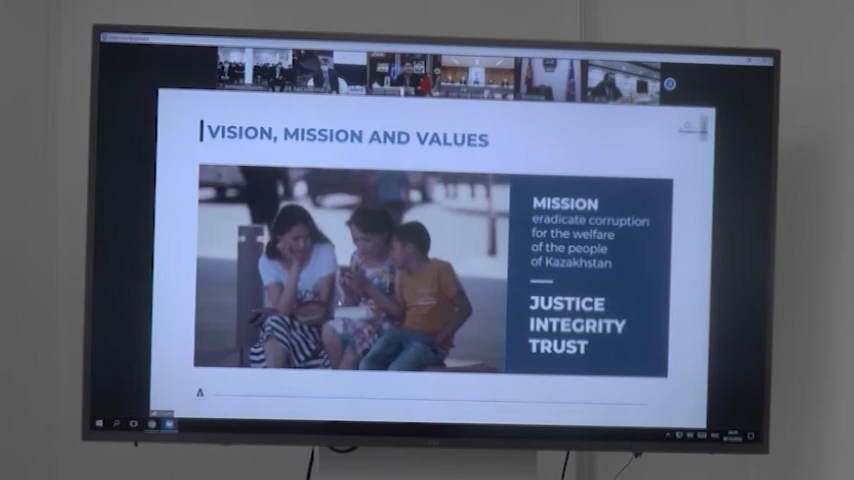 VISION, MISSION AND VALUES
MISSION
eradicate corruption
for the welfare
of the people
of Kazakhstan
JUSTICE
INTEGRITY
TRUST